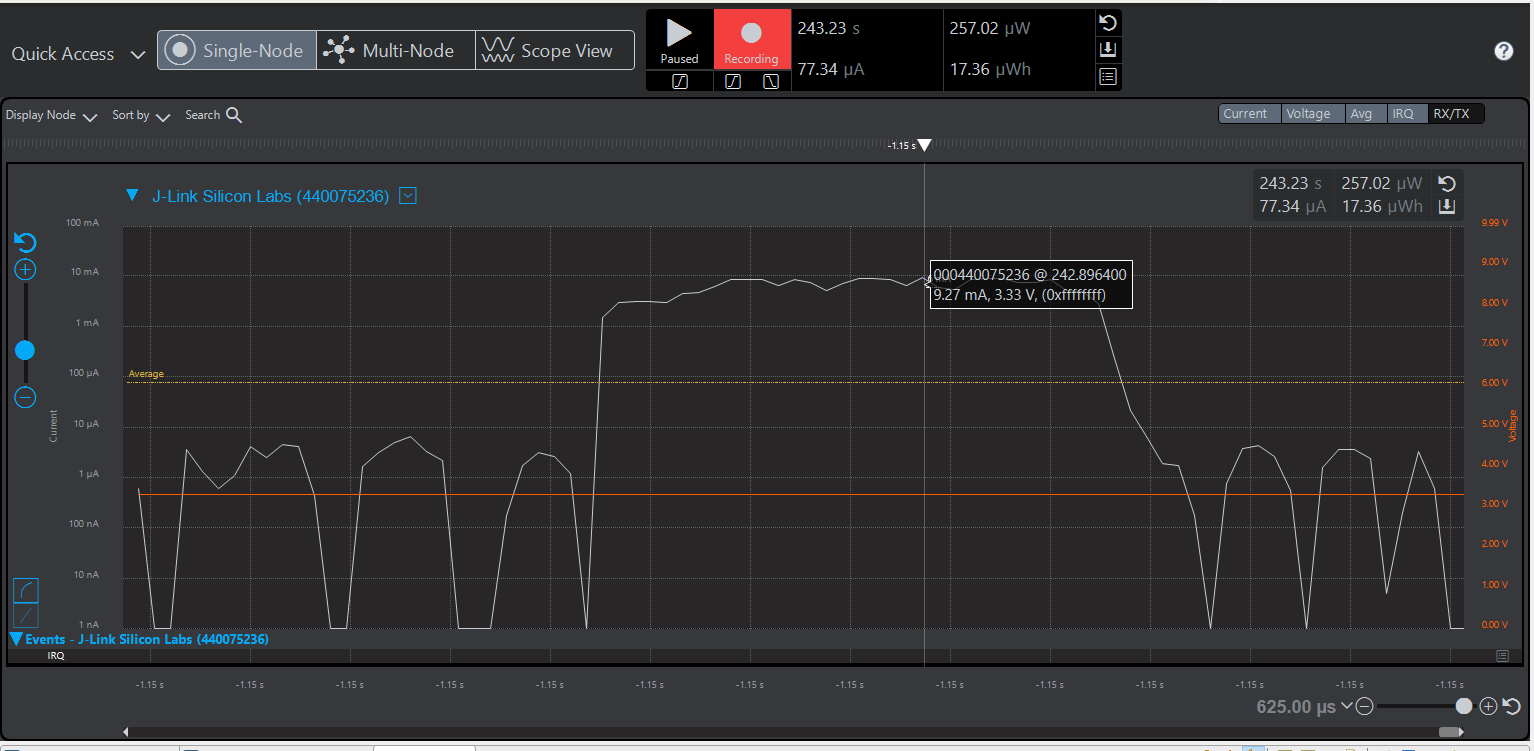 Quick Access
Single-Node
Multi-Node
Scope View
Paused
Recording
243.23 s
257.02 µW
77.34 µA
17.36 µWh
Display Node
Sort by
Search
Current
Voltage
Avg
IRQ
RX/TX
-1.15 s
J-Link Silicon Labs (440075236)
243.23 s
257.02 µW
77.34 µA
17.36 µWh
100 mA
10 mA
1 mA
100 µA
10 µA
1 µA
100 nA
10 nA
1 nA
Current
Average
000440075236 @ 242.896400
9.27 mA, 3.33 V, (0xffffffff)
9.99 V
9.00 V
8.00 V
7.00 V
6.00 V
5.00 V
4.00 V
3.00 V
2.00 V
1.00 V
0.00 V
Voltage
Events - J-Link Silicon Labs (440075236)
IRQ
-1.15 s -1.15 s -1.15 s -1.15 s -1.15 s -1.15 s -1.15 s -1.15 s -1.15 s -1.15 s -1.15 s -1.15 s -1.15 s -1.15 s
625.00 µs